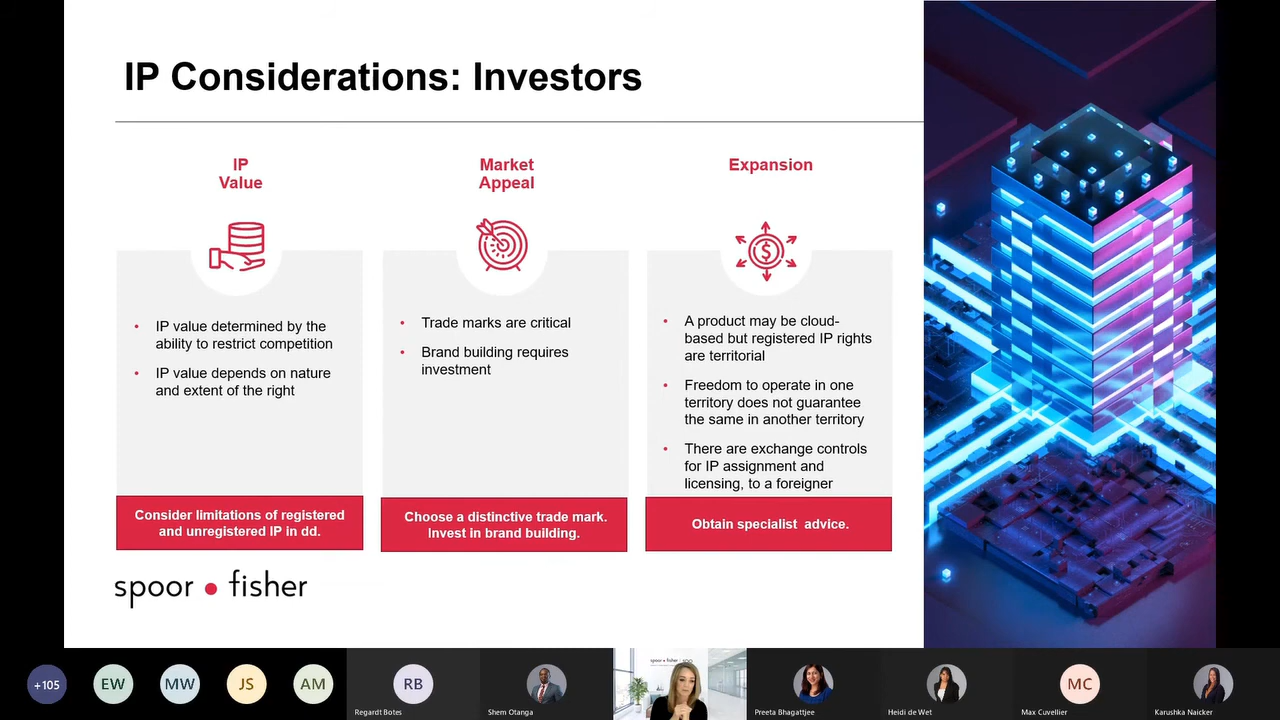 IP Considerations: Investors
IP
Value
Market
Appeal
Expansion
• IP value determined by the
ability to restrict competition
• IP value depends on nature
and extent of the right
• Trade marks are critical
• Brand building requires
investment
• A product may be cloud-
based but registered IP rights
are territorial
• Freedom to operate in one
territory does not guarantee
the same in another territory
• There are exchange controls
for IP assignment and
licensing, to a foreigner
Consider limitations of registered
and unregistered IP in dd.
Choose a distinctive trade mark.
Invest in brand building.
Obtain specialist advice.
spoor • fisher
+105
EW
MW
JS
AM
RB
Regardt Botes
Shem Otanga
spoor • fisher
Preeta Bhagattjee
Heidi de Wet
MC
Max Cuvellier
Karushka Naicker